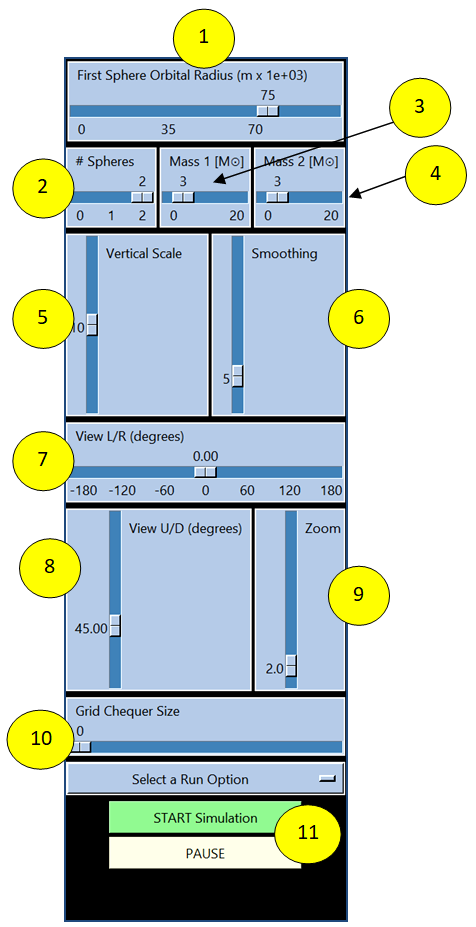 1
First Sphere Orbital Radius (m x 1e+03)
75
0 35 70
3
# Spheres Mass 1 [M☉] Mass 2 [M☉]
2 3 3
2
4
0 1 2 0 20 0 20
Vertical Scale Smoothing
5
10
6
5
View L/R (degrees)
7
0.00
-180 -120 -60 0 60 120 180
View U/D (degrees) Zoom
8
9
45.00
2.0
Grid Chequer Size
10
0
Select a Run Option
START Simulation
11
PAUSE